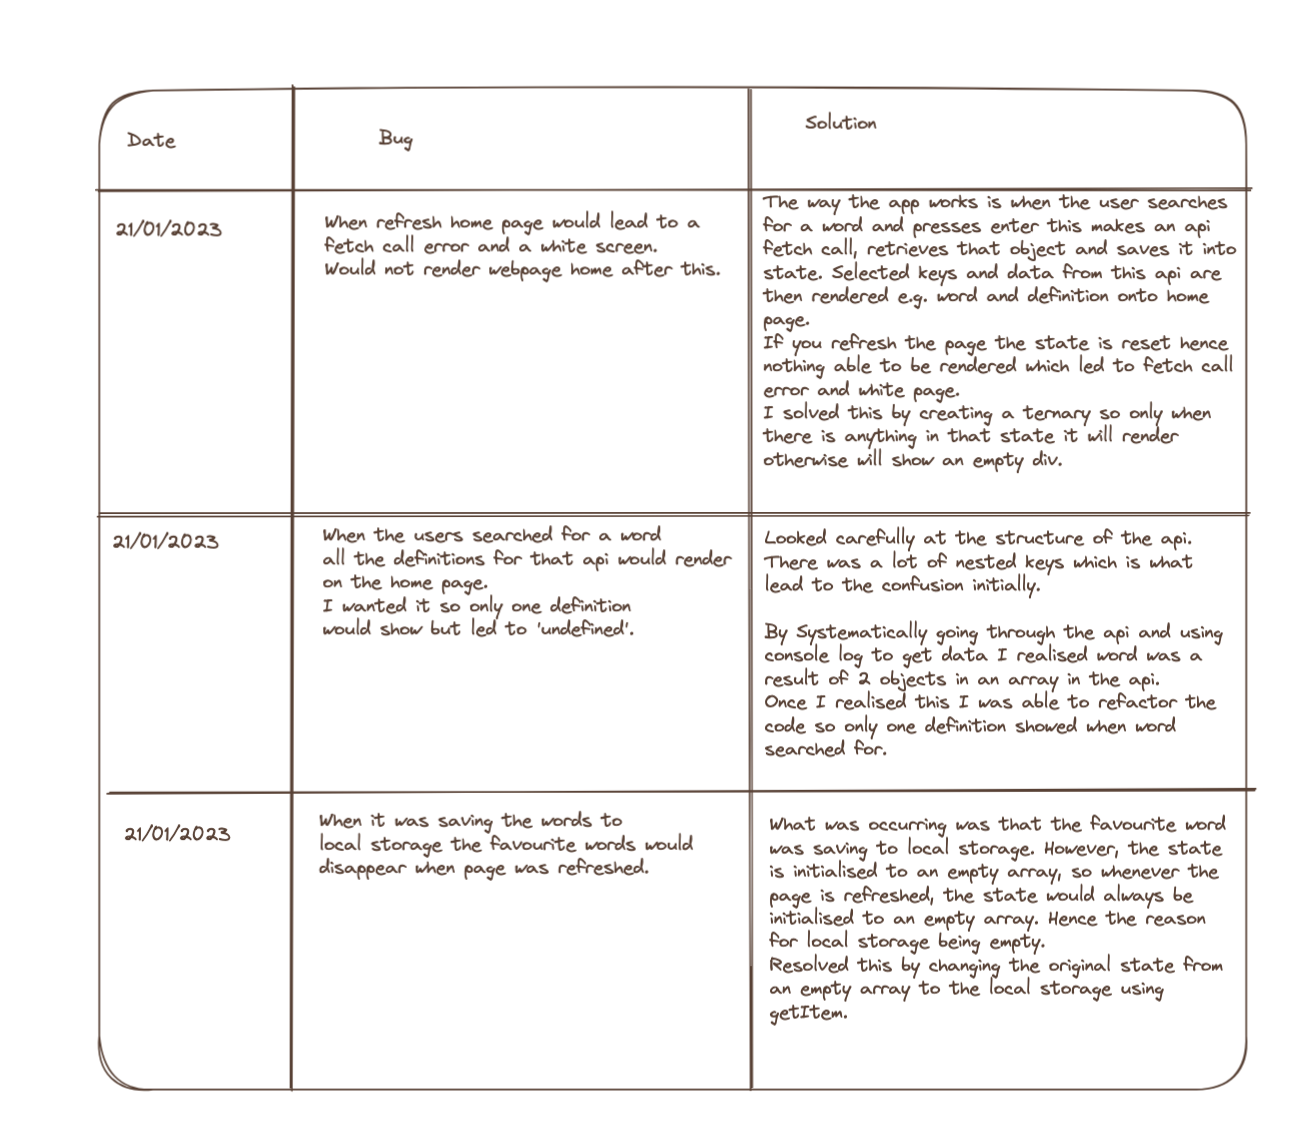 Date
Bug
Solution
21/01/2023
When refresh home page would lead to a
fetch call error and a white screen.
Would not render webpage home after this.
The way the app works is when the user searches
for a word and presses enter this makes an api
fetch call, retrieves that object and saves it into
state. Selected keys and data from this api are
then rendered e.g. word and definition onto home
page.
If you refresh the page the state is reset hence
nothing able to be rendered which led to fetch call
error and white page.
I solved this by creating a ternary so only when
there is anything in that state it will render
otherwise will show an empty div.
21/01/2023
When the users searched for a word
all the definitions for that api would render
on the home page.
I wanted it so only one definition
would show but led to 'undefined'.
Looked carefully at the structure of the api.
There was a lot of nested keys which is what
lead to the confusion initially.
By Systematically going through the api and using
console log to get data I realised word was a
result of 2 objects in an array in the api.
Once I realised this I was able to refactor the
code so only one definition showed when word
searched for.
21/01/2023
When it was saving the words to
local storage the favourite words would
disappear when page was refreshed.
What was occurring was that the favourite word
was saving to local storage. However, the state
is initialised to an empty array, so whenever the
page is refreshed, the state would always be
initialised to an empty array. Hence the reason
for local storage being empty.
Resolved this by changing the original state from
an empty array to the local storage using
getItem.